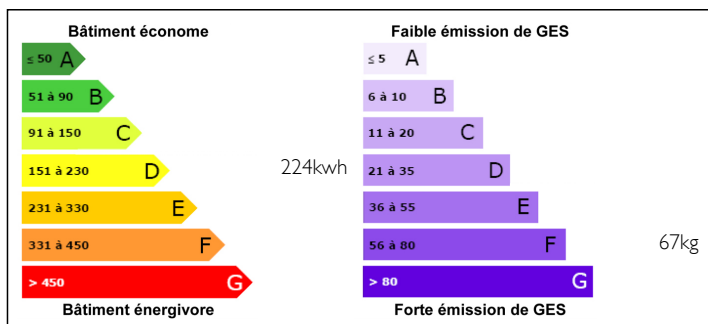 Bâtiment économe
≤ 50 A
51 à 90 B
91 à 150 C
151 à 230 D
224kwh
231 à 330 E
331 à 450 F
> 450 G
Bâtiment énergivore
Faible émission de GES
≤ 5 A
6 à 10 B
11 à 20 C
21 à 35 D
36 à 55 E
56 à 80 F
67kg
> 80 G
Forte émission de GES